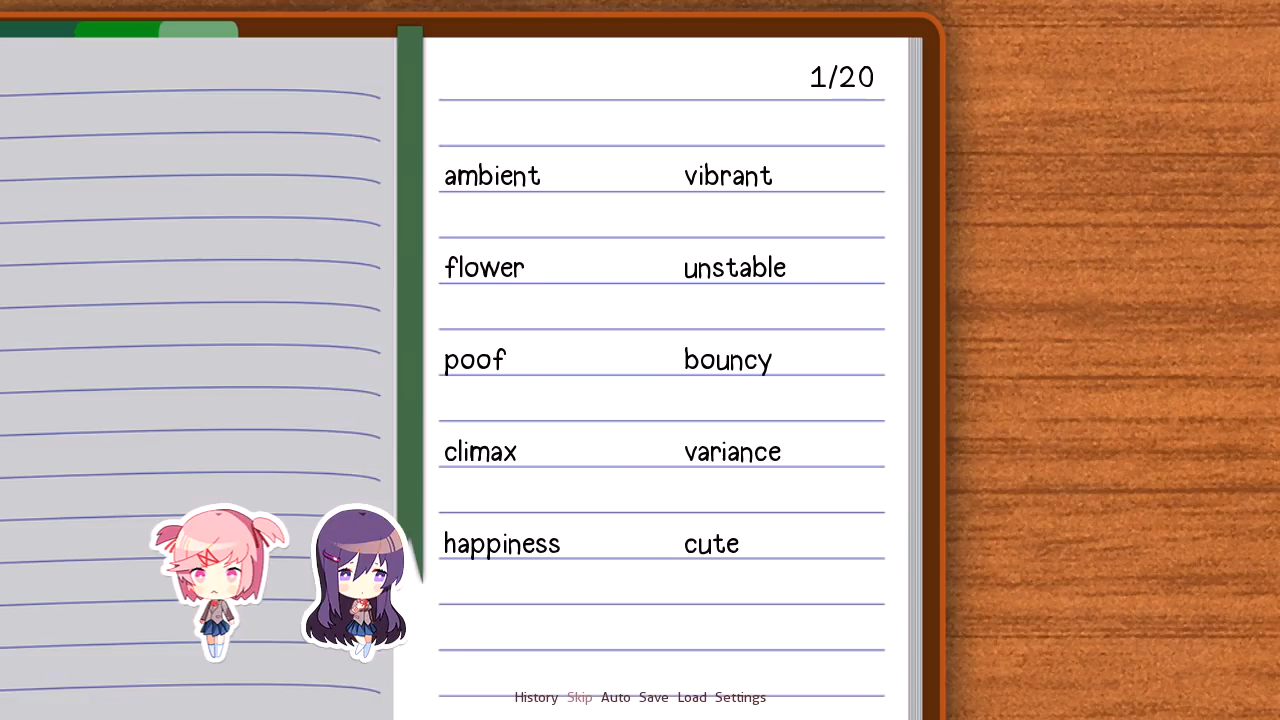 1/20
ambient vibrant
flower unstable
poof bouncy
climax variance
happiness cute
History Skip Auto Save Load Settings